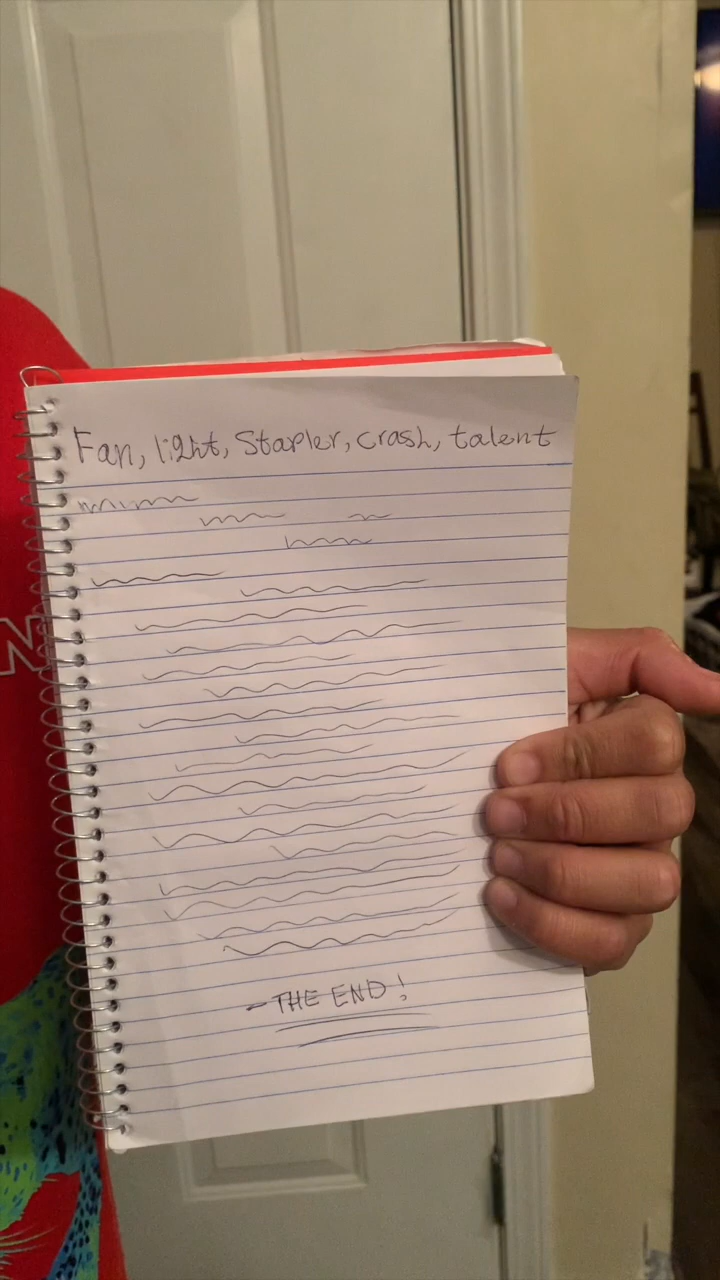 Fan, light, Stapler, crash, talent
N
- THE END!